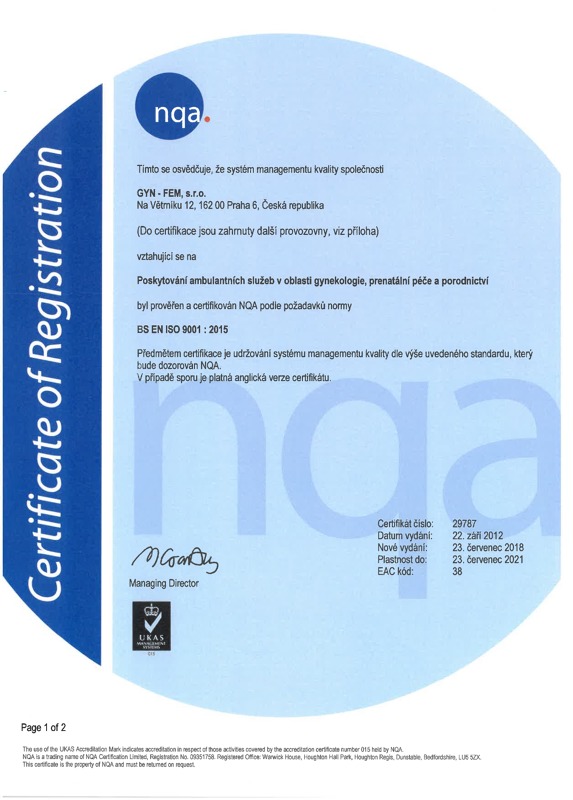 Certificate of Registration
nqa.
Tímto se osvědčuje, že systém managementu kvality společnosti
GYN - FEM, s.r.o.
Na Větrníku 12, 162 00 Praha 6, Česká republika
(Do certifikace jsou zahrnuty další provozovny, viz příloha)
vztahující se na
Poskytování ambulantních služeb v oblasti gynekologie, prenatální péče a porodnictví
byl prověřen a certifikován NQA podle požadavků normy
BS EN ISO 9001 : 2015
Předmětem certifikace je udržování systému managementu kvality dle výše uvedeného standardu, který
bude dozorován NQA.
V případě sporu je platná anglická verze certifikátu.
nqa
Certifikát číslo: 29787
Datum vydání: 22. září 2012
Nové vydání: 23. červenec 2018
Platnost do: 23. červenec 2021
EAC kód: 38
Managing Director
UKAS
MANAGEMENT
SYSTEMS
015
Page 1 of 2
The use of the UKAS Accreditation Mark indicates accreditation in respect of those activities covered by the accreditation certificate number 015 held by NQA.
NQA is a trading name of NQA Certification Limited, Registration No. 09351758. Registered Office: Warwick House, Houghton Hall Park, Houghton Regis, Dunstable, Bedfordshire, LU5 5ZX.
This certificate is the property of NQA and must be returned on request.